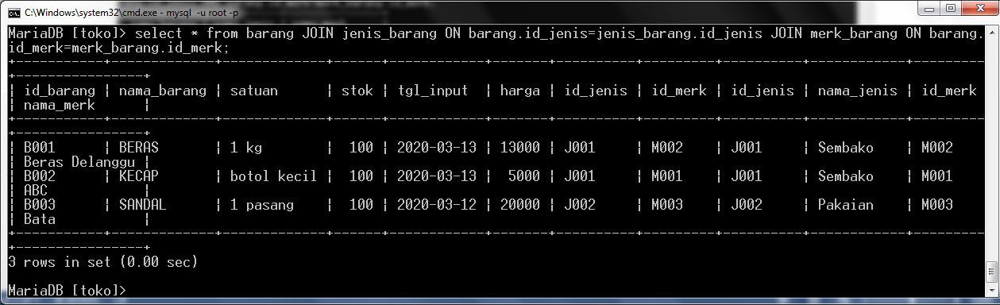 C:\Windows\system32\cmd.exe - mysql -u root -p
MariaDB [toko]> select * from barang JOIN jenis_barang ON barang.id_jenis=jenis_barang.id_jenis JOIN merk_barang ON barang.
id_merk=merk_barang.id_merk;
+------------+-------------+--------------+------+------------+-------+----------+---------+----------+------------+---------
+----------------+
| id_barang | nama_barang | satuan | stok | tgl_input | harga | id_jenis | id_merk | id_jenis | nama_jenis | id_merk
| nama_merk |
+------------+-------------+--------------+------+------------+-------+----------+---------+----------+------------+---------
+----------------+
| B001 | BERAS | 1 kg | 100 | 2020-03-13 | 13000 | J001 | M002 | J001 | Sembako | M002
| Beras Delanggu |
| B002 | KECAP | botol kecil | 100 | 2020-03-13 | 5000 | J001 | M001 | J001 | Sembako | M001
| ABC |
| B003 | SANDAL | 1 pasang | 100 | 2020-03-12 | 20000 | J002 | M003 | J002 | Pakaian | M003
| Bata |
+------------+-------------+--------------+------+------------+-------+----------+---------+----------+------------+---------
+----------------+
3 rows in set (0.00 sec)
MariaDB [toko]>